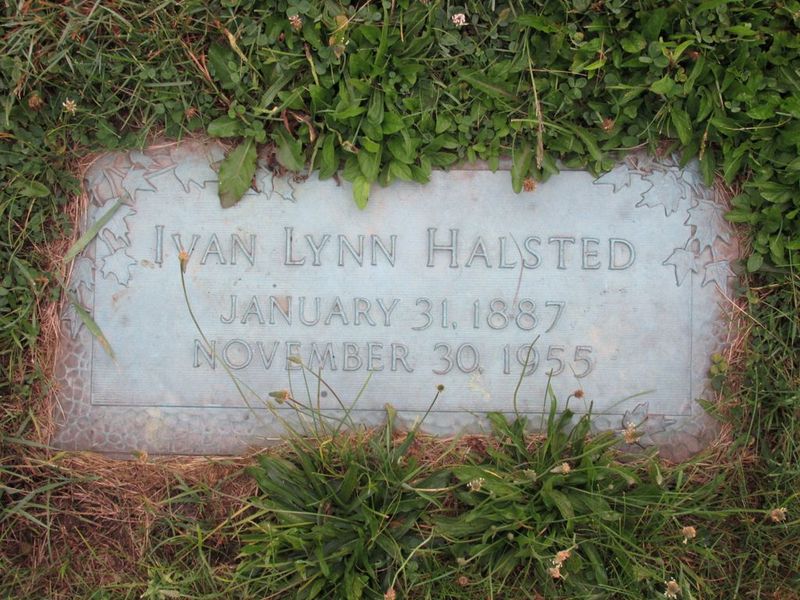 IVAN LYNN HALSTED
JANUARY 31, 1887
NOVEMBER 30, 1955